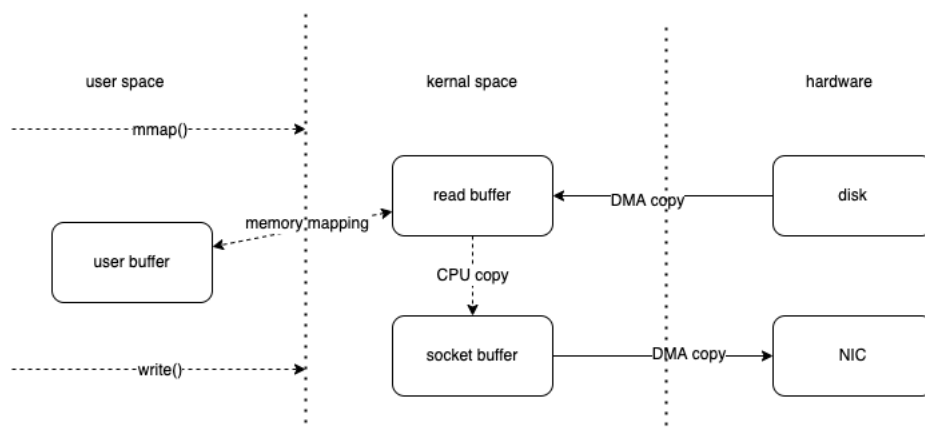 user space
kernal space
hardware
mmap()
read buffer
DMA copy
disk
memory mapping
user buffer
CPU copy
socket buffer
DMA copy
NIC
write()